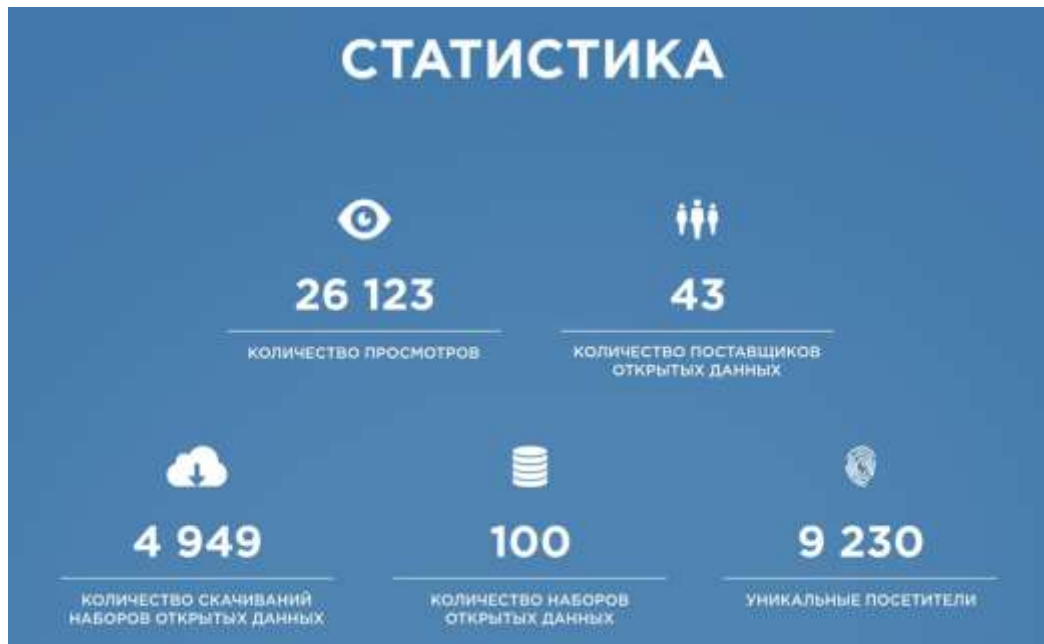 СТАТИСТИКА
26 123
КОЛИЧЕСТВО ПРОСМОТРОВ
43
КОЛИЧЕСТВО ПОСТАВЩИКОВ
ОТКРЫТЫХ ДАННЫХ
4 949
КОЛИЧЕСТВО СКАЧИВАНИЙ
НАБОРОВ ОТКРЫТЫХ ДАННЫХ
100
КОЛИЧЕСТВО НАБОРОВ
ОТКРЫТЫХ ДАННЫХ
9 230
УНИКАЛЬНЫЕ ПОСЕТИТЕЛИ